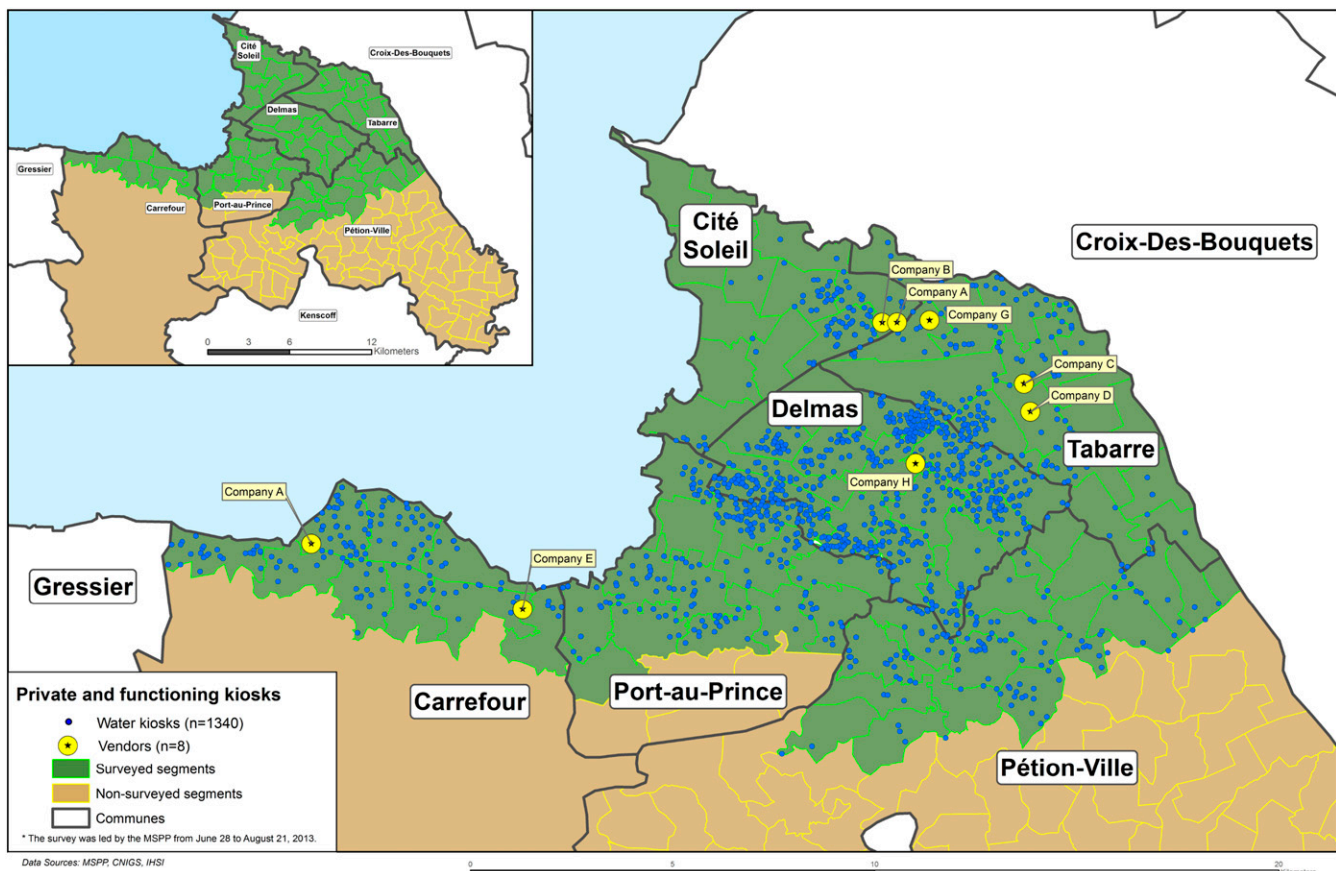 Cité
Soleil
Croix-Des-Bouquets
Delmas
Tabarre
Gressier
Carrefour
Port-au-Prince
Pétion-Ville
Kenscoff
0 3 6 12
Kilometers
Cité
Soleil
Croix-Des-Bouquets
Company B
Company A
Company G
Company C
Delmas
Company D
Tabarre
Company H
Company A
Company E
Gressier
Carrefour
Port-au-Prince
Pétion-Ville
Private and functioning kiosks
Water kiosks (n=1340)
Vendors (n=8)
Surveyed segments
Non-surveyed segments
Communes
* The survey was led by the MSPP from June 28 to August 21, 2013.
Data Sources: MSPP, CNIGS, IHSI
0 5 10 20